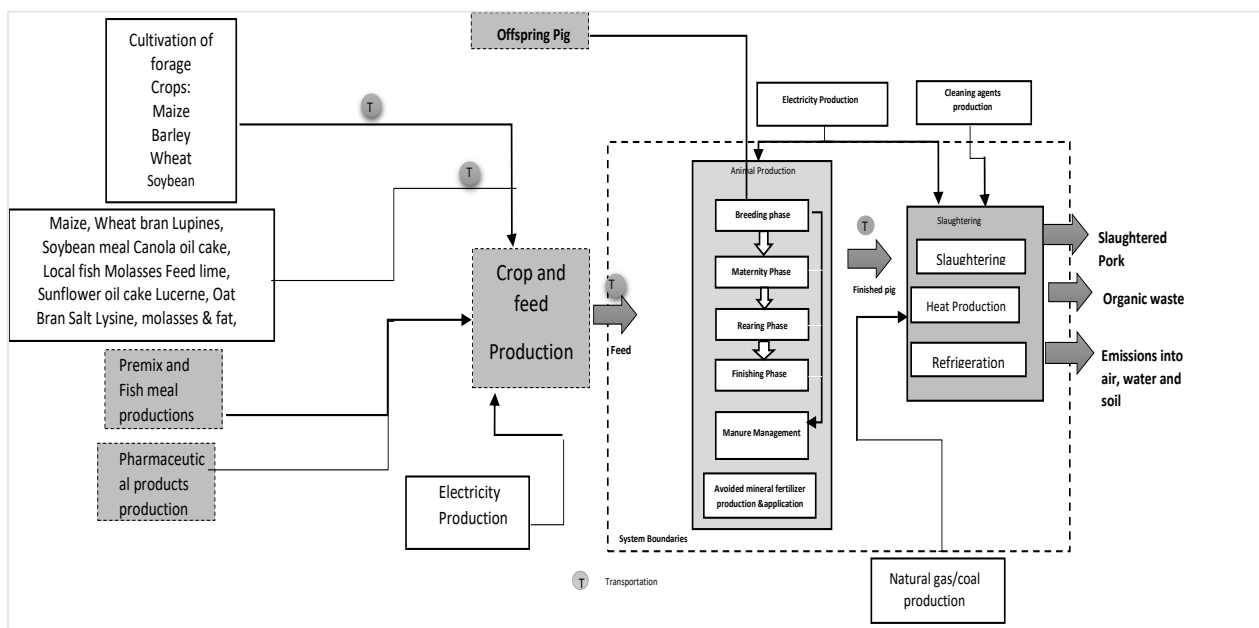 Cultivation of
forage
Crops:
Maize
Barley
Wheat
Soybean
Maize, Wheat bran Lupines,
Soybean meal Canola oil cake,
Local fish Molasses Feed lime,
Sunflower oil cake Lucerne, Oat
Bran Salt Lysine, molasses & fat,
Premix and
Fish meal
productions
Pharmaceutic
al products
production
T
T
Offspring Pig
Crop and
feed
Production
Electricity
Production
T
Feed
Electricity Production
Cleaning agents
production
Animal Production
Breeding phase
Maternity Phase
Rearing Phase
Finishing Phase
Manure Management
Avoided mineral fertilizer
production &application
System Boundaries
T
Finished pig
Slaughtering
Slaughtering
Heat Production
Refrigeration
Slaughtered
Pork
Organic waste
Emissions into
air, water and
soil
Natural gas/coal
production
T Transportation